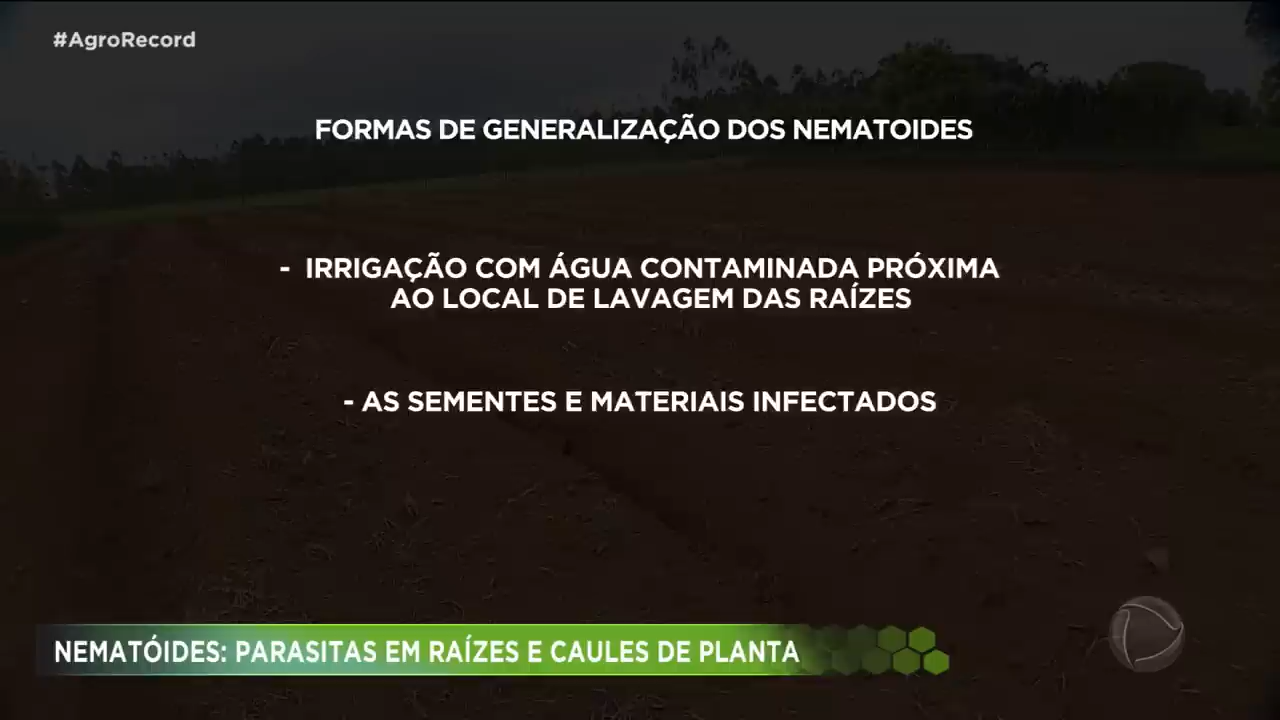 #AgroRecord
FORMAS DE GENERALIZAÇÃO DOS NEMATOIDES
- IRRIGAÇÃO COM ÁGUA CONTAMINADA PRÓXIMA
AO LOCAL DE LAVAGEM DAS RAÍZES
- AS SEMENTES E MATERIAIS INFECTADOS
NEMATÓIDES: PARASITAS EM RAÍZES E CAULES DE PLANTA